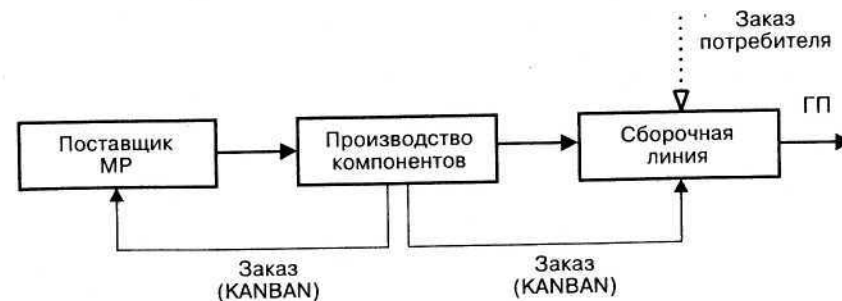 Заказ
потребителя
ГП
Поставщик
МР
Производство
компонентов
Сборочная
линия
Заказ
(KANBAN)
Заказ
(KANBAN)